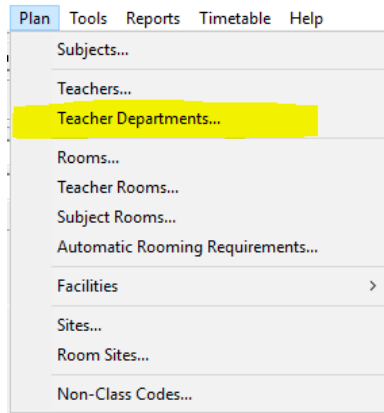 Plan Tools Reports Timetable Help
Subjects...
Teachers...
Teacher Departments...
Rooms...
Teacher Rooms...
Subject Rooms...
Automatic Rooming Requirements...
Facilities
Sites...
Room Sites...
Non-Class Codes...